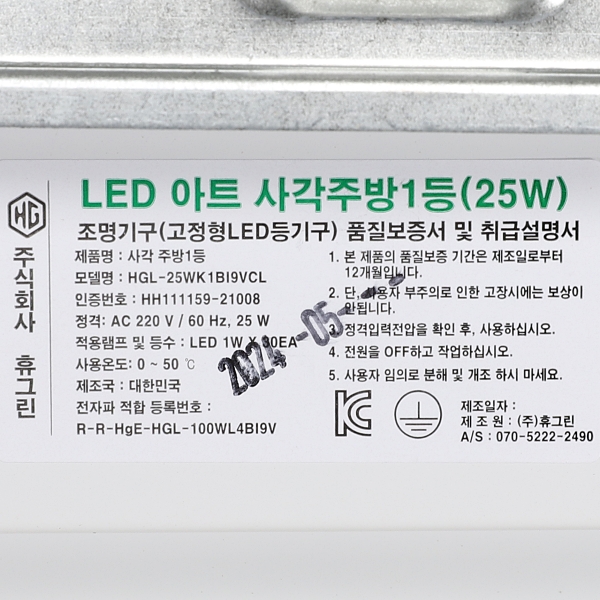 HG
주식회사 휴그린
LED 아트 사각주방1등(25W)
조명기구(고정형LED등기구) 품질보증서 및 취급설명서
제품명 : 사각 주방1등
모델명 : HGL-25WK1BI9VCL
인증번호 : HH111159-21008
정격: AC 220 V / 60 Hz, 25 W
적용램프 및 등수 : LED 1W X 30EA
사용온도: 0 ~ 50 ℃
제조국 : 대한민국
전자파 적합 등록번호 :
R-R-HgE-HGL-100WL4BI9V
1. 본 제품의 품질보증 기간은 제조일로부터
12개월입니다.
2. 단, 사용자 부주의로 인한 고장시에는 보상이
안됩니다.
3. 정격입력전압을 확인 후, 사용하십시오.
4. 전원을 OFF하고 작업하십시오.
5. 사용자 임의로 분해 및 개조 하시 마세요.
2024-05-
제조일자 :
제 조 원 : (주)휴그린
A/S : 070-5222-2490